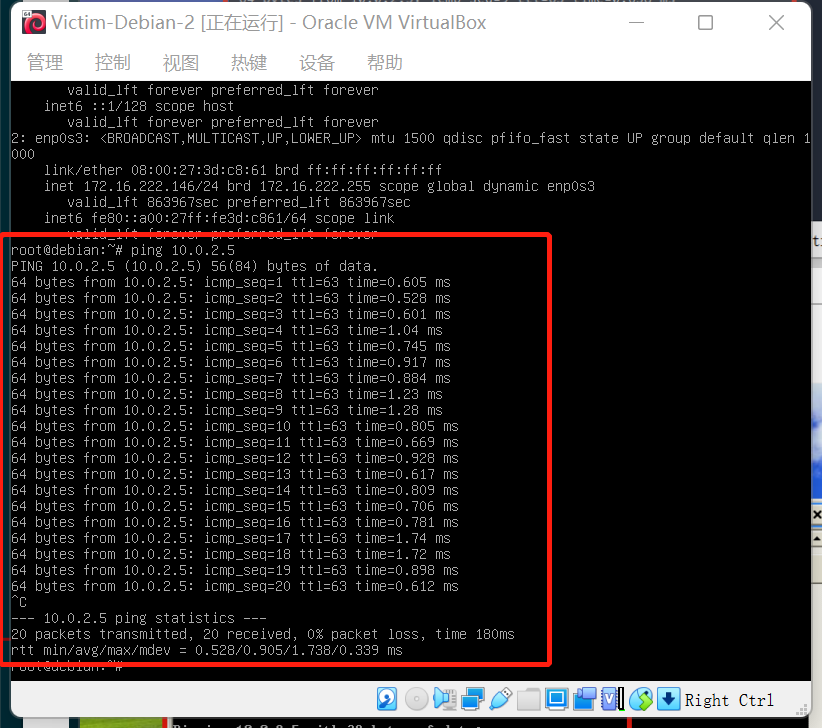 Victim-Debian-2 [正在运行] - Oracle VM VirtualBox
管理 控制 视图 热键 设备 帮助
valid_lft forever preferred_lft forever
inet6 ::1/128 scope host
valid_lft forever preferred_lft forever
2: enp0s3: <BROADCAST,MULTICAST,UP,LOWER_UP> mtu 1500 qdisc pfifo_fast state UP group default qlen 1
000
link/ether 08:00:27:3d:c8:61 brd ff:ff:ff:ff:ff:ff
inet 172.16.222.146/24 brd 172.16.222.255 scope global dynamic enp0s3
valid_lft 863967sec preferred_lft 863967sec
inet6 fe80::a00:27ff:fe3d:c861/64 scope link
valid_lft forever preferred_lft forever
root@debian:~# ping 10.0.2.5
PING 10.0.2.5 (10.0.2.5) 56(84) bytes of data.
64 bytes from 10.0.2.5: icmp_seq=1 ttl=63 time=0.605 ms
64 bytes from 10.0.2.5: icmp_seq=2 ttl=63 time=0.528 ms
64 bytes from 10.0.2.5: icmp_seq=3 ttl=63 time=0.601 ms
64 bytes from 10.0.2.5: icmp_seq=4 ttl=63 time=1.04 ms
64 bytes from 10.0.2.5: icmp_seq=5 ttl=63 time=0.745 ms
64 bytes from 10.0.2.5: icmp_seq=6 ttl=63 time=0.917 ms
64 bytes from 10.0.2.5: icmp_seq=7 ttl=63 time=0.884 ms
64 bytes from 10.0.2.5: icmp_seq=8 ttl=63 time=1.23 ms
64 bytes from 10.0.2.5: icmp_seq=9 ttl=63 time=1.28 ms
64 bytes from 10.0.2.5: icmp_seq=10 ttl=63 time=0.805 ms
64 bytes from 10.0.2.5: icmp_seq=11 ttl=63 time=0.669 ms
64 bytes from 10.0.2.5: icmp_seq=12 ttl=63 time=0.928 ms
64 bytes from 10.0.2.5: icmp_seq=13 ttl=63 time=0.617 ms
64 bytes from 10.0.2.5: icmp_seq=14 ttl=63 time=0.809 ms
64 bytes from 10.0.2.5: icmp_seq=15 ttl=63 time=0.706 ms
64 bytes from 10.0.2.5: icmp_seq=16 ttl=63 time=0.781 ms
64 bytes from 10.0.2.5: icmp_seq=17 ttl=63 time=1.74 ms
64 bytes from 10.0.2.5: icmp_seq=18 ttl=63 time=1.72 ms
64 bytes from 10.0.2.5: icmp_seq=19 ttl=63 time=0.898 ms
64 bytes from 10.0.2.5: icmp_seq=20 ttl=63 time=0.612 ms
^C
--- 10.0.2.5 ping statistics ---
20 packets transmitted, 20 received, 0% packet loss, time 180ms
rtt min/avg/max/mdev = 0.528/0.905/1.738/0.339 ms
root@debian:~#
Right Ctrl